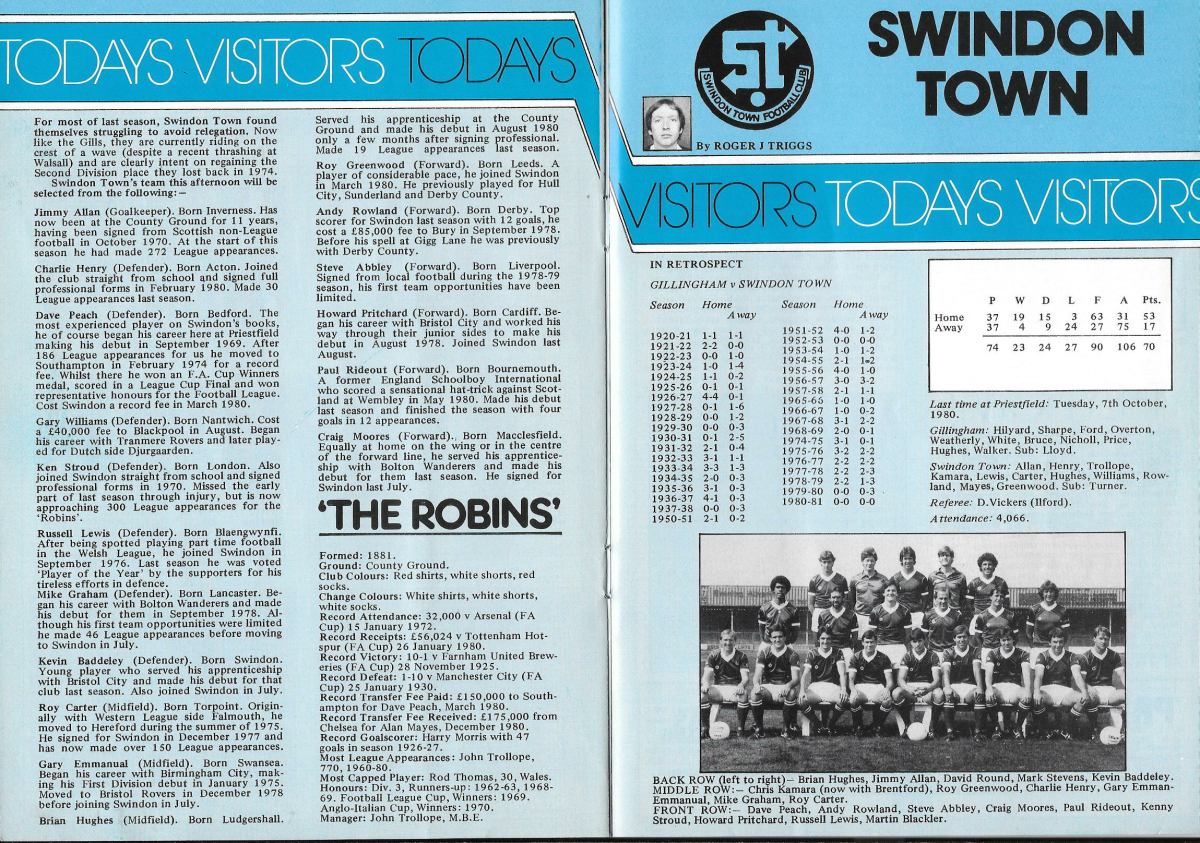 TODAYS VISITORS TODAYS
For most of last season, Swindon Town found
themselves struggling to avoid relegation. Now
like the Gills, they are currently riding on the
crest of a wave (despite a recent thrashing at
Walsall) and are clearly intent on regaining the
Second Division place they lost back in 1974.
Swindon Town's team this afternoon will be
selected from the following:—
Jimmy Allan (Goalkeeper). Born Inverness. Has
now been at the County Ground for 11 years,
having been signed from Scottish non-League
football in October 1970. At the start of this
season he had made 272 League appearances.
Charlie Henry (Defender). Born Acton. Joined
the club straight from school and signed full
professional forms in February 1980. Made 30
League appearances last season.
Dave Peach (Defender). Born Bedford. The
most experienced player on Swindon's books,
he of course began his career here at Priestfield
making his debut in September 1969. After
186 League appearances for us he moved to
Southampton in February 1974 for a record
fee. Whilst there he won an F.A. Cup Winners
medal, scored in a League Cup Final and won
representative honours for the Football League.
Cost Swindon a record fee in March 1980.
Gary Williams (Defender). Born Nantwich. Cost
a £40,000 fee to Blackpool in August. Began
his career with Tranmere Rovers and later play-
ed for Dutch side Djurgaarden.
Ken Stroud (Defender). Born London. Also
joined Swindon straight from school and signed
professional forms in 1970. Missed the early
part of last season through injury, but is now
approaching 300 League appearances for the
'Robins'.
Russell Lewis (Defender). Born Blaengwynfi.
After being spotted playing part time football
in the Welsh League, he joined Swindon in
September 1976. Last season he was voted
'Player of the Year' by the supporters for his
tireless efforts in defence.
Mike Graham (Defender). Born Lancaster. Be-
gan his career with Bolton Wanderers and made
his debut for them in September 1978. Al-
though his first team opportunities were limited
he made 46 League appearances before moving
to Swindon in July.
Kevin Baddeley (Defender). Born Swindon.
Young player who served his apprenticeship
with Bristol City and made his debut for that
club last season. Also joined Swindon in July.
Roy Carter (Midfield). Born Torpoint. Origin-
ally with Western League side Falmouth, he
moved to Hereford during the summer of 1975.
He signed for Swindon in December 1977 and
has now made over 150 League appearances.
Gary Emmanual (Midfield). Born Swansea.
Began his career with Birmingham City, mak-
ing his First Division debut in January 1975.
Moved to Bristol Rovers in December 1978
before joining Swindon in July.
Brian Hughes (Midfield). Born Ludgershall.
Served his apprenticeship at the County
Ground and made his debut in August 1980
only a few months after signing professional.
Made 19 League appearances last season.
Roy Greenwood (Forward). Born Leeds. A
player of considerable pace, he joined Swindon
in March 1980. He previously played for Hull
City, Sunderland and Derby County.
Andy Rowland (Forward). Born Derby. Top
scorer for Swindon last season with 12 goals, he
cost a £85,000 fee to Bury in September 1978.
Before his spell at Gigg Lane he was previously
with Derby County.
Steve Abbley (Forward). Born Liverpool.
Signed from local football during the 1978-79
season, his first team opportunities have been
limited.
Howard Pritchard (Forward). Born Cardiff. Be-
gan his career with Bristol City and worked his
way through their junior sides to make his
debut in August 1978. Joined Swindon last
August.
Paul Rideout (Forward). Born Bournemouth.
A former England Schoolboy International
who scored a sensational hat-trick against Scot-
land at Wembley in May 1980. Made his debut
last season and finished the season with four
goals in 12 appearances.
Craig Moores (Forward). Born Macclesfield.
Equally at home on the wing or in the centre
of the forward line, he served his apprentice-
ship with Bolton Wanderers and made his
debut for them last season. He signed for
Swindon last July.
'THE ROBINS'
Formed: 1881.
Ground: County Ground.
Club Colours: Red shirts, white shorts, red
socks.
Change Colours: White shirts, white shorts,
white socks.
Record Attendance: 32,000 v Arsenal (FA
Cup) 15 January 1972.
Record Receipts: £56,024 v Tottenham Hot-
spur (FA Cup) 26 January 1980.
Record Victory: 10-1 v Farnham United Brew-
eries (FA Cup) 28 November 1925.
Record Defeat: 1-10 v Manchester City (FA
Cup) 25 January 1930.
Record Transfer Fee Paid: £150,000 to South-
ampton for Dave Peach, March 1980.
Record Transfer Fee Received: £175,000 from
Chelsea for Alan Mayes, December 1980.
Record Goalscorer: Harry Morris with 47
goals in season 1926-27.
Most League Appearances: John Trollope,
770, 1960-80.
Most Capped Player: Rod Thomas, 30, Wales.
Honours: Div. 3, Runners-up: 1962-63, 1968-
69. Football League Cup, Winners: 1969.
Anglo-Italian Cup, Winners: 1970.
Manager: John Trollope, M.B.E.
st
SWINDON TOWN FOOTBALL CLUB
SWINDON
TOWN
By ROGER J TRIGGS
VISITORS TODAYS VISITORS
IN RETROSPECT
GILLINGHAM v SWINDON TOWN
Season Home Away Season Home Away
1920-21 1-1 1-1
1921-22 2-2 0-0
1922-23 0-0 1-0
1923-24 1-0 1-4
1924-25 1-1 0-2
1925-26 0-1 0-1
1926-27 4-4 0-1
1927-28 0-1 1-6
1928-29 0-0 1-2
1929-30 0-0 0-3
1930-31 0-1 2-5
1931-32 2-1 0-4
1932-33 3-1 1-1
1933-34 3-3 1-3
1934-35 2-0 0-3
1935-36 3-1 0-3
1936-37 4-1 0-3
1937-38 0-0 0-3
1950-51 2-1 0-2
1951-52 4-0 1-2
1952-53 0-0 0-0
1953-54 1-0 1-2
1954-55 2-1 1-2
1955-56 4-0 1-0
1956-57 3-0 3-2
1957-58 2-1 1-1
1965-66 1-0 1-0
1966-67 1-0 0-2
1967-68 3-1 2-2
1968-69 2-0 0-1
1974-75 3-1 0-1
1975-76 3-2 2-2
1976-77 2-2 2-2
1977-78 2-2 2-3
1978-79 2-2 1-3
1979-80 0-0 0-3
1980-81 0-0 0-0
P W D L F A Pts.
Home 37 19 15 3 63 31 53
Away 37 4 9 24 27 75 17
74 23 24 27 90 106 70
Last time at Priestfield: Tuesday, 7th October,
1980.
Gillingham: Hilyard, Sharpe, Ford, Overton,
Weatherly, White, Bruce, Nicholl, Price,
Hughes, Walker. Sub: Lloyd.
Swindon Town: Allan, Henry, Trollope,
Kamara, Lewis, Carter, Hughes, Williams, Row-
land, Mayes, Greenwood. Sub: Turner.
Referee: D.Vickers (Ilford).
Attendance: 4,066.
BACK ROW (left to right)— Brian Hughes, Jimmy Allan, David Round, Mark Stevens, Kevin Baddeley.
MIDDLE ROW:— Chris Kamara (now with Brentford), Roy Greenwood, Charlie Henry, Gary Emman-
Emmanual, Mike Graham, Roy Carter.
FRONT ROW:— Dave Peach, Andy Rowland, Steve Abbley, Craig Moores, Paul Rideout, Kenny
Stroud, Howard Pritchard, Russell Lewis, Martin Blackler.